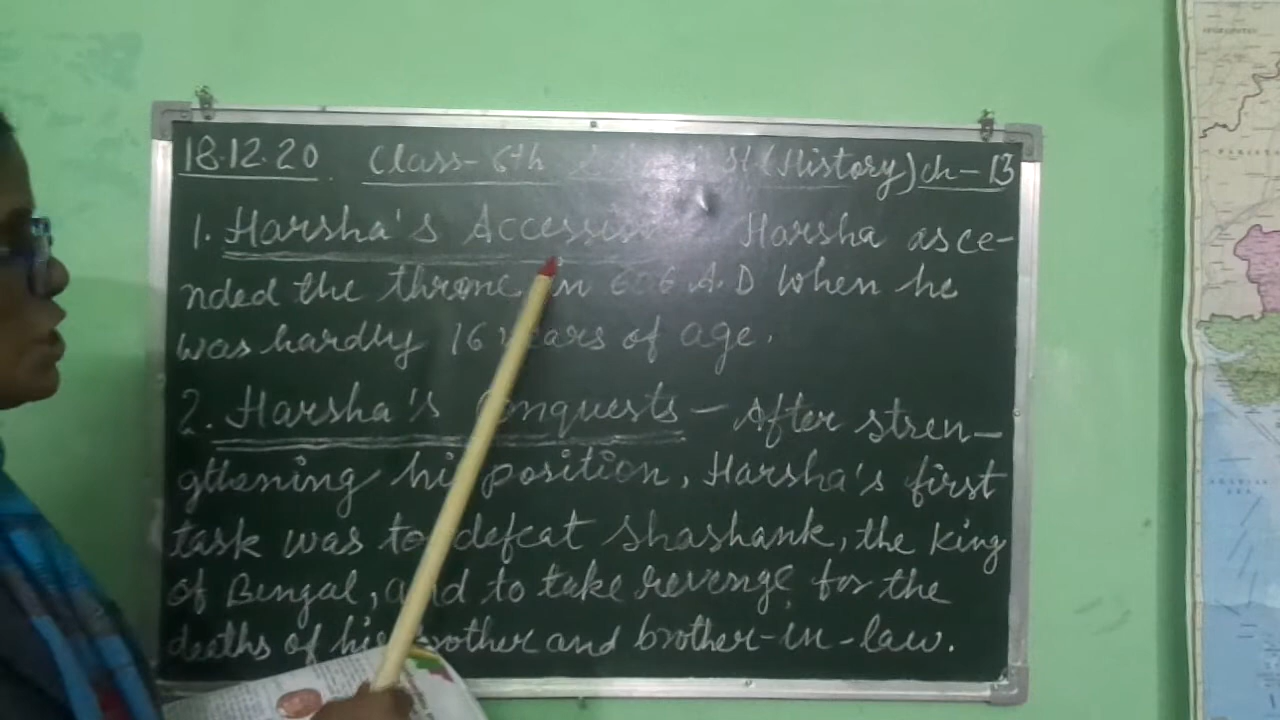 18.12.20 Class-6th (History) ch-13
1. Harsha's Accession Harsha asce-
nded the throne in 606 A.D When he
was hardly 16 years of age.
2. Harsha's Conquests - After stren-
gthening his position, Harsha's first
task was to defeat Shashank, the King
of Bengal, and to take revenge for the
deaths of his brother and brother-in-law.